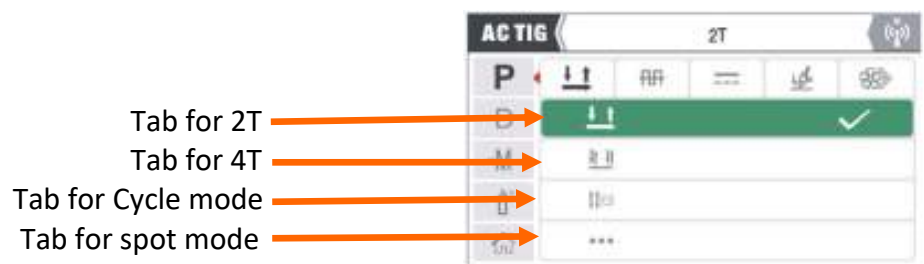 AC TIG 2T
P
Tab for 2T D
Tab for 4T M
Tab for Cycle mode
Tab for spot mode